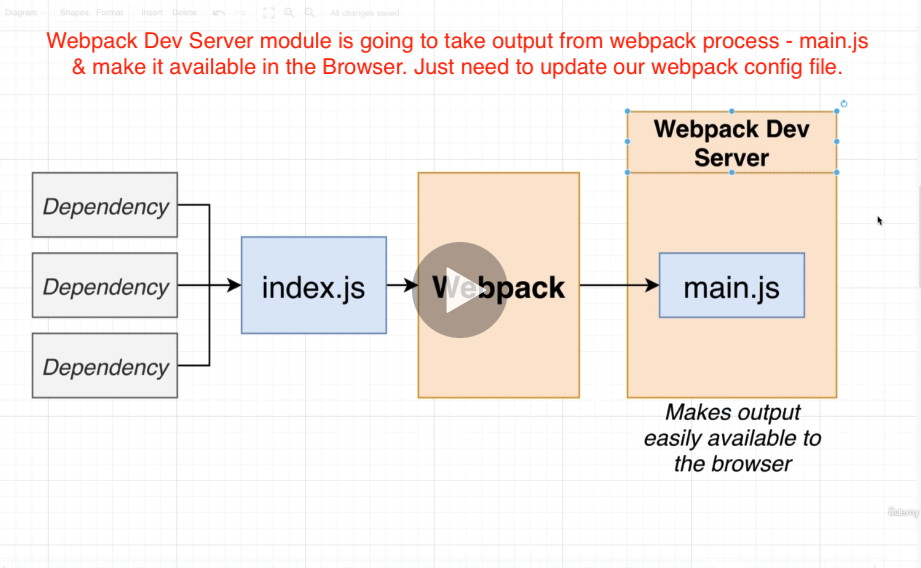 Diagram
Shapes Format Insert Delete All changes saved
Webpack Dev Server module is going to take output from webpack process - main.js
& make it available in the Browser. Just need to update our webpack config file.
Webpack Dev
Server
Dependency
Dependency
Dependency
index.js
Webpack
main.js
Makes output
easily available to
the browser
ûdemy